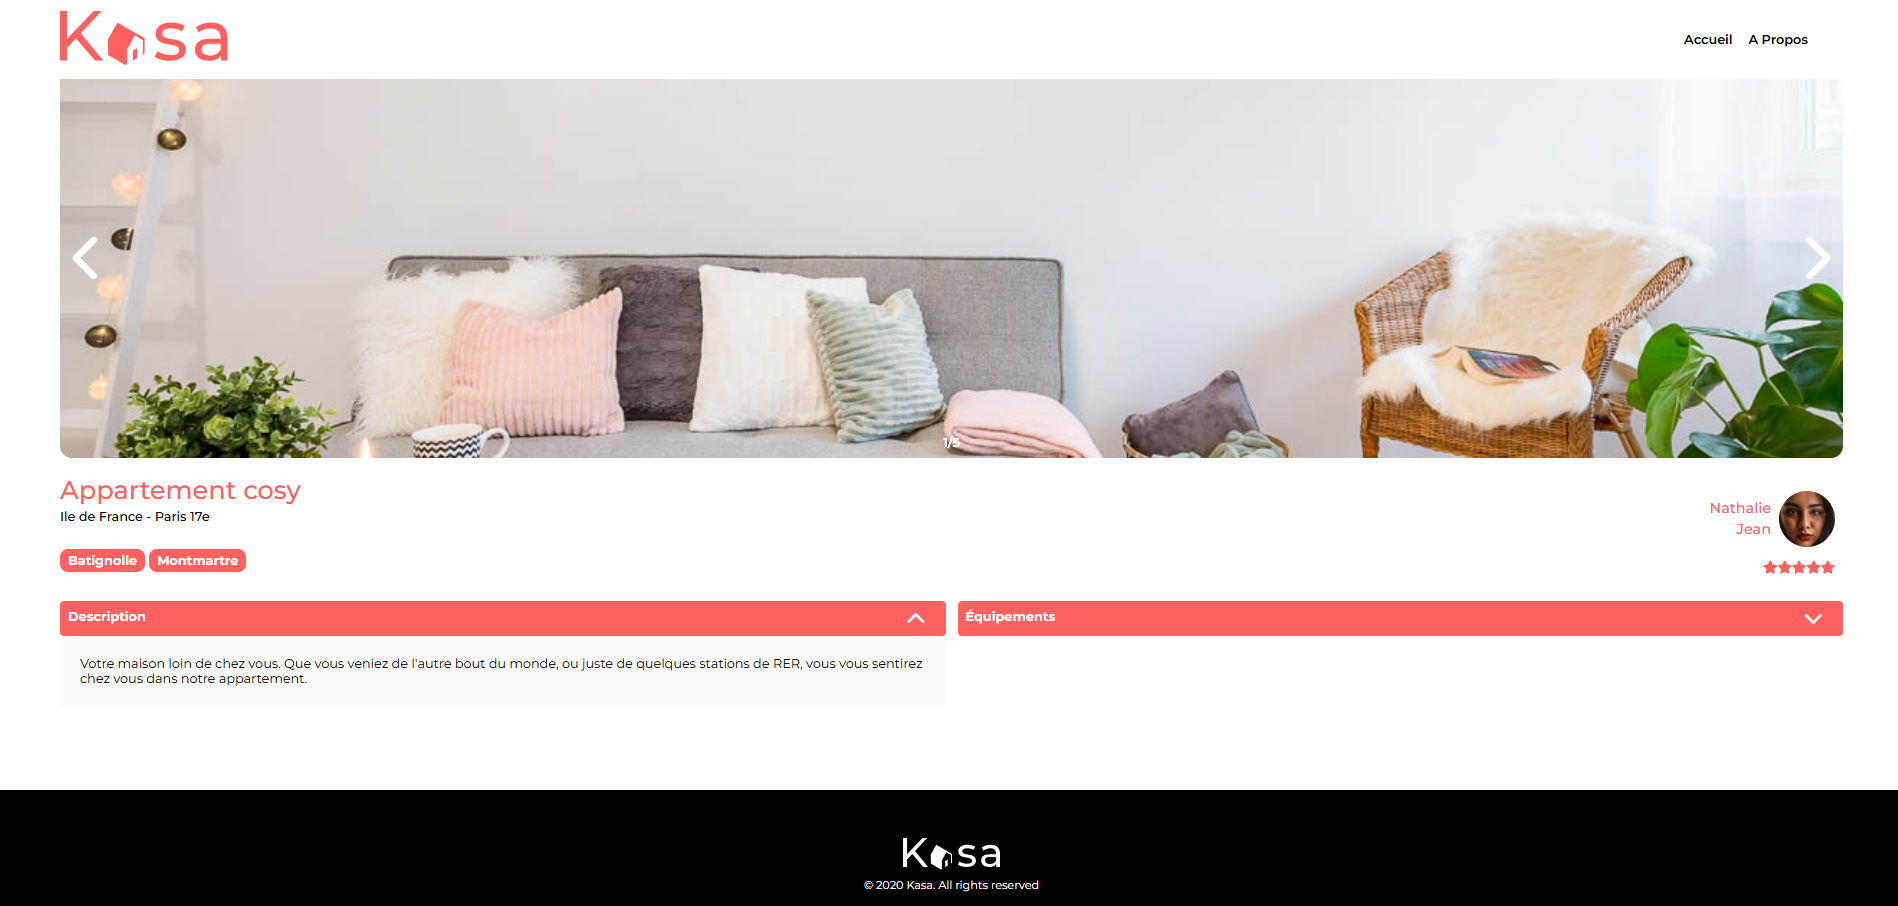 Kasa
Accueil
A Propos
1/5
Appartement cosy
Ile de France - Paris 17e
Nathalie
Jean
Batignolle
Montmartre
Description
Votre maison loin de chez vous. Que vous veniez de l'autre bout du monde, ou juste de quelques stations de RER, vous vous sentirez
chez vous dans notre appartement.
Équipements
Kasa
© 2020 Kasa. All rights reserved